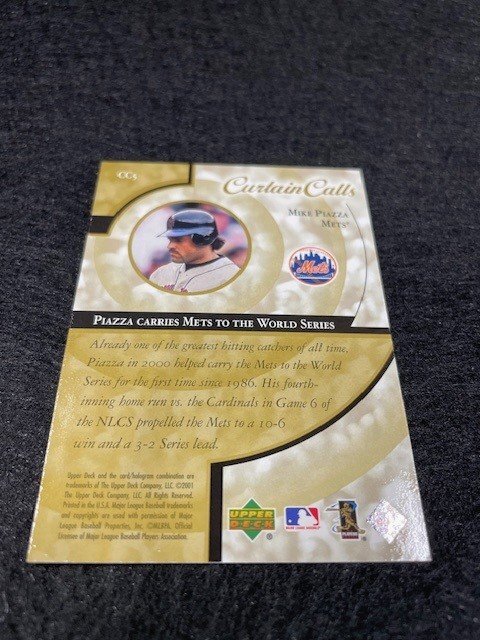 CC5
Curtain Calls
MIKE PIAZZA
METS®
Mets
PIAZZA CARRIES METS TO THE WORLD SERIES
Already one of the greatest hitting catchers of all time,
Piazza in 2000 helped carry the Mets to the World
Series for the first time since 1986. His fourth-
inning home run vs. the Cardinals in Game 6 of
of the NLCS propelled the Mets to a 10-6
win and a 3-2 Series lead.
Upper Deck and the card/hologram combination are
trademarks of The Upper Deck Company, LLC. ©2001
The Upper Deck Company, LLC. All Rights Reserved.
Printed in the U.S.A. Major League Baseball trademarks
and copyrights are used with permission of Major
League Baseball Properties, Inc. ©MLBPA. Official
Licensee of Major League Baseball Players Association.
UPPER
DECK
®